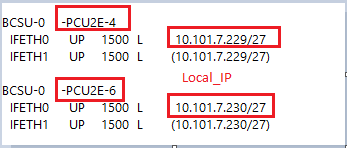 BCSU-0 -PCU2E-4
IFETH0 UP 1500 L 10.101.7.229/27
IFETH1 UP 1500 L (10.101.7.229/27)
Local_IP
BCSU-0 -PCU2E-6
IFETH0 UP 1500 L 10.101.7.230/27
IFETH1 UP 1500 L (10.101.7.230/27)